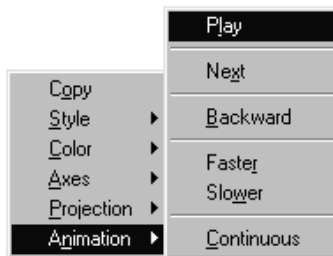 Copy
Style
Color
Axes
Projection
Animation
Play
Next
Backward
Faster
Slower
Continuous